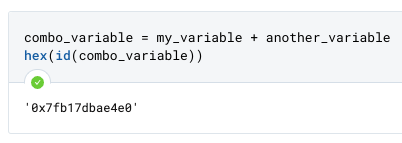 combo_variable = my_variable + another_variable
hex(id(combo_variable))
'0x7fb17dbae4e0'